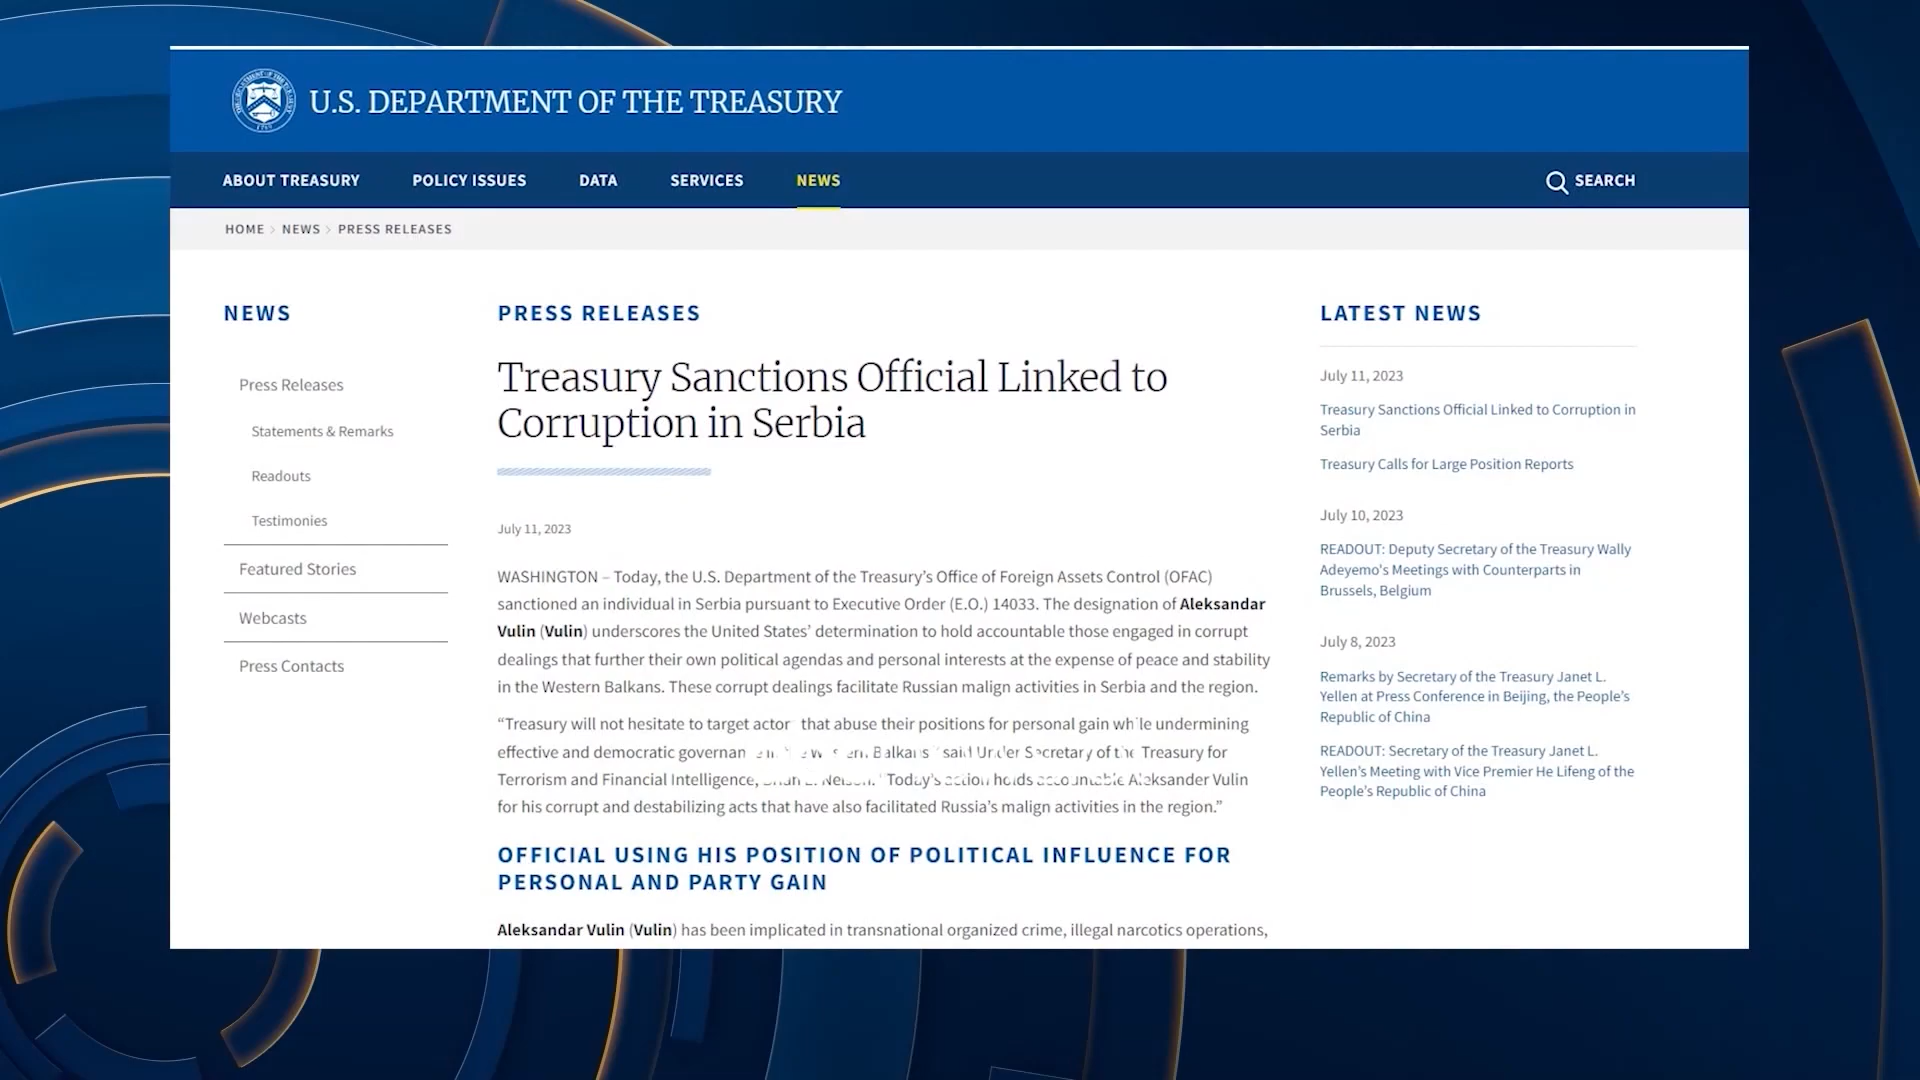 U.S. DEPARTMENT OF THE TREASURY
ABOUT TREASURY POLICY ISSUES DATA SERVICES NEWS SEARCH
HOME > NEWS > PRESS RELEASES
NEWS
Press Releases
Statements & Remarks
Readouts
Testimonies
Featured Stories
Webcasts
Press Contacts
PRESS RELEASES
Treasury Sanctions Official Linked to
Corruption in Serbia
July 11, 2023
WASHINGTON – Today, the U.S. Department of the Treasury’s Office of Foreign Assets Control (OFAC)
sanctioned an individual in Serbia pursuant to Executive Order (E.O.) 14033. The designation of Aleksandar
Vulin (Vulin) underscores the United States’ determination to hold accountable those engaged in corrupt
dealings that further their own political agendas and personal interests at the expense of peace and stability
in the Western Balkans. These corrupt dealings facilitate Russian malign activities in Serbia and the region.
“Treasury will not hesitate to target actor that abuse their positions for personal gain while undermining
effective and democratic governan Balkans” said Under Secretary of the Treasury for
Terrorism and Financial Intelligence, Nelson. “Today’s action holds accountable Aleksander Vulin
for his corrupt and destabilizing acts that have also facilitated Russia’s malign activities in the region.”
OFFICIAL USING HIS POSITION OF POLITICAL INFLUENCE FOR
PERSONAL AND PARTY GAIN
Aleksandar Vulin (Vulin) has been implicated in transnational organized crime, illegal narcotics operations,
LATEST NEWS
July 11, 2023
Treasury Sanctions Official Linked to Corruption in
Serbia
Treasury Calls for Large Position Reports
July 10, 2023
READOUT: Deputy Secretary of the Treasury Wally
Adeyemo's Meetings with Counterparts in
Brussels, Belgium
July 8, 2023
Remarks by Secretary of the Treasury Janet L.
Yellen at Press Conference in Beijing, the People’s
Republic of China
READOUT: Secretary of the Treasury Janet L.
Yellen’s Meeting with Vice Premier He Lifeng of the
People’s Republic of China